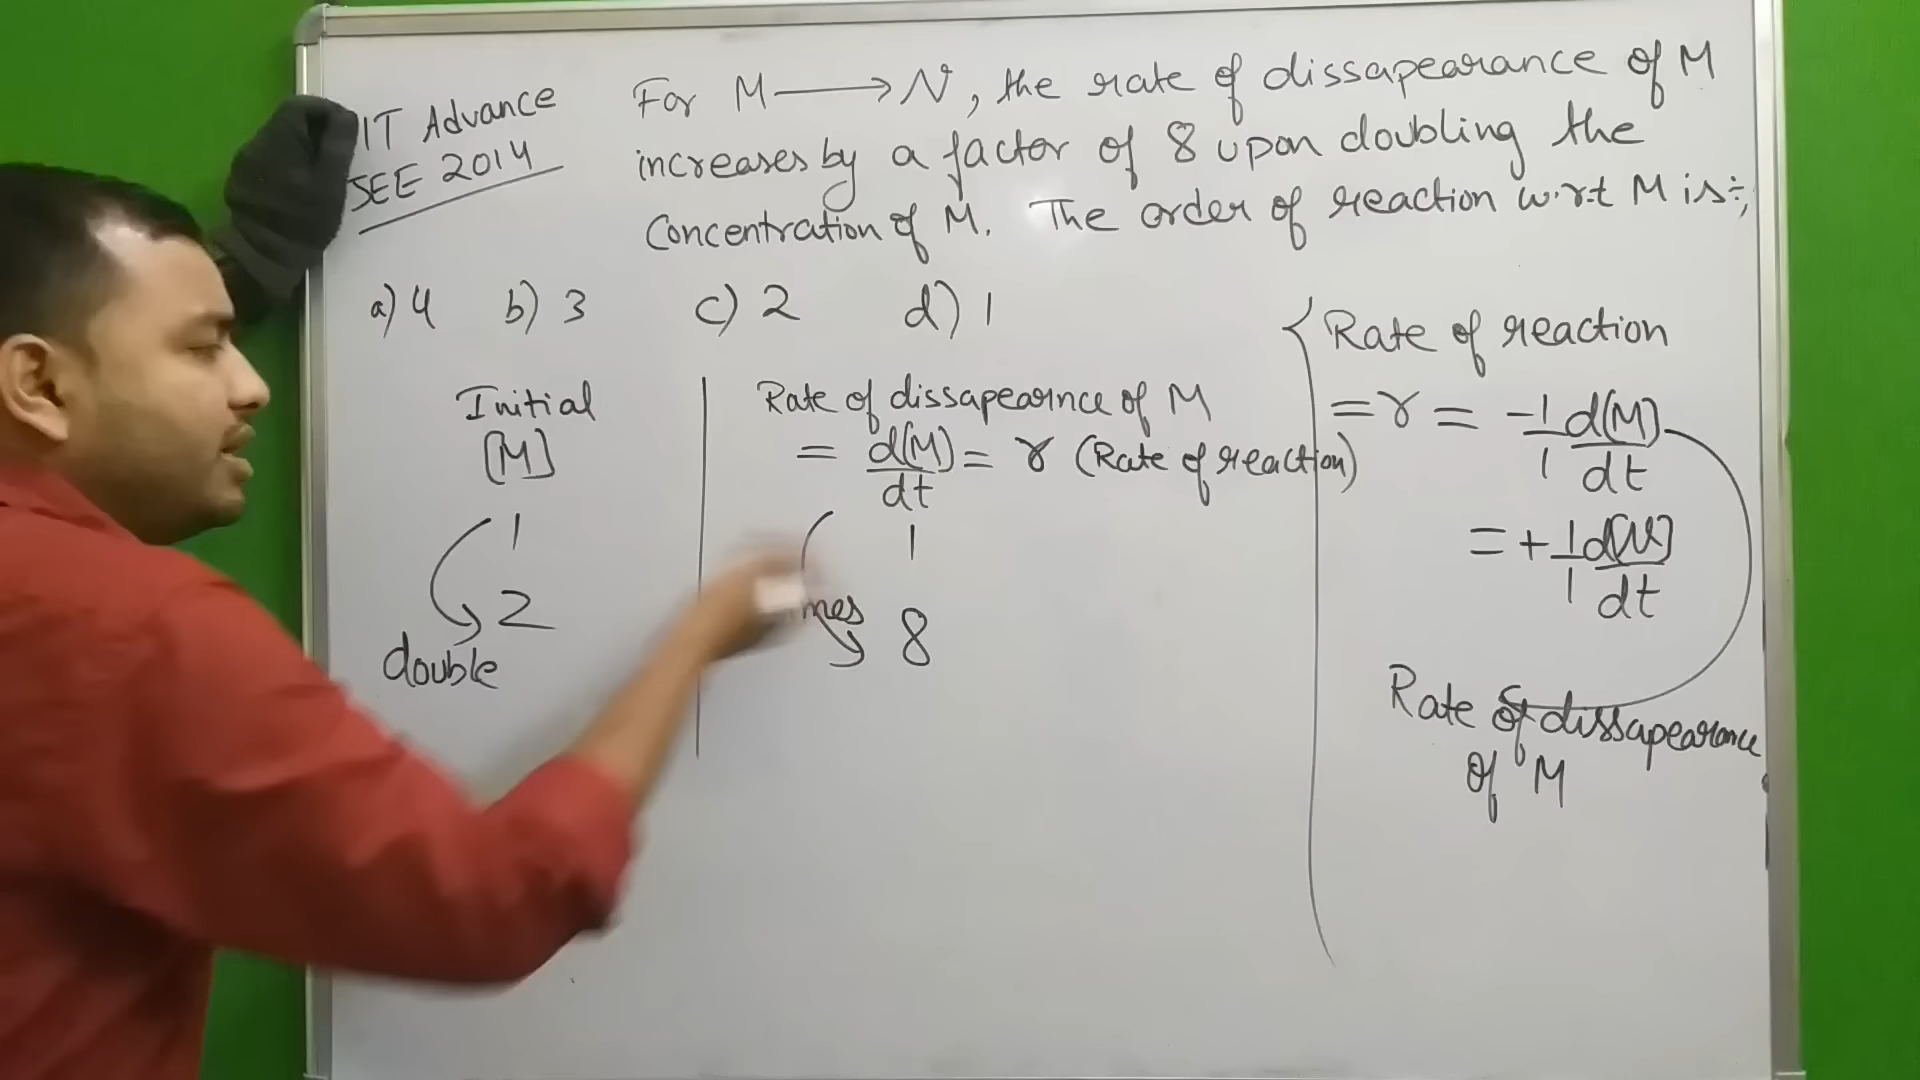 IIT Advance
JEE 2014
For M → N, the rate of dissapearance of M
increases by a factor of 8 upon doubling the
Concentration of M. The order of reaction w.r.t M is:,
a) 4 b) 3 c) 2 d) 1
Initial
[M]
1
2
double
Rate of dissapearnce of M
= d[M]/dt = r (Rate of reaction)
1
8
Rate of reaction
= r = -1/1 d[M]/dt
= + 1/1 d[N]/dt
Rate of dissapearance
of M